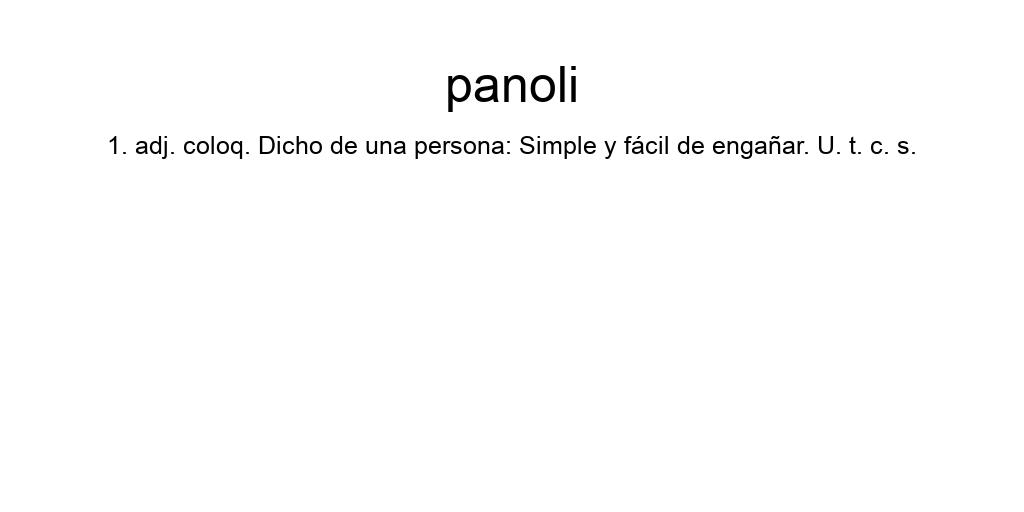 panoli
1. adj. coloq. Dicho de una persona: Simple y fácil de engañar. U. t. c. s.